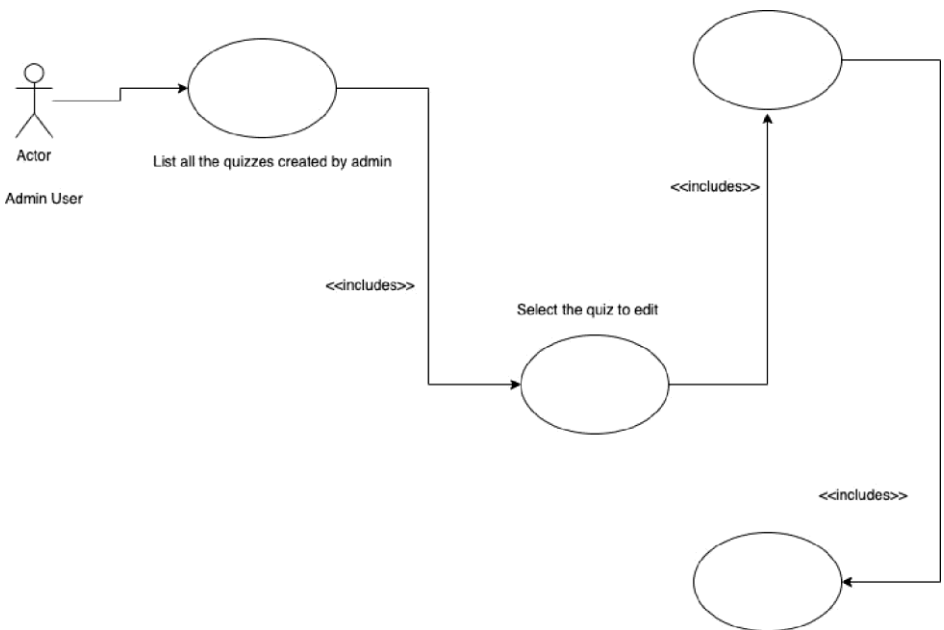 Actor
Admin User
List all the quizzes created by admin
<<includes>>
Select the quiz to edit
<<includes>>
<<includes>>